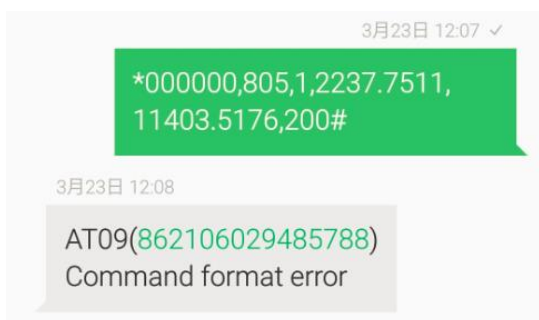 3月23日 12:07 ✓
*000000,805,1,2237.7511,
11403.5176,200#
3月23日 12:08
AT09(862106029485788)
Command format error